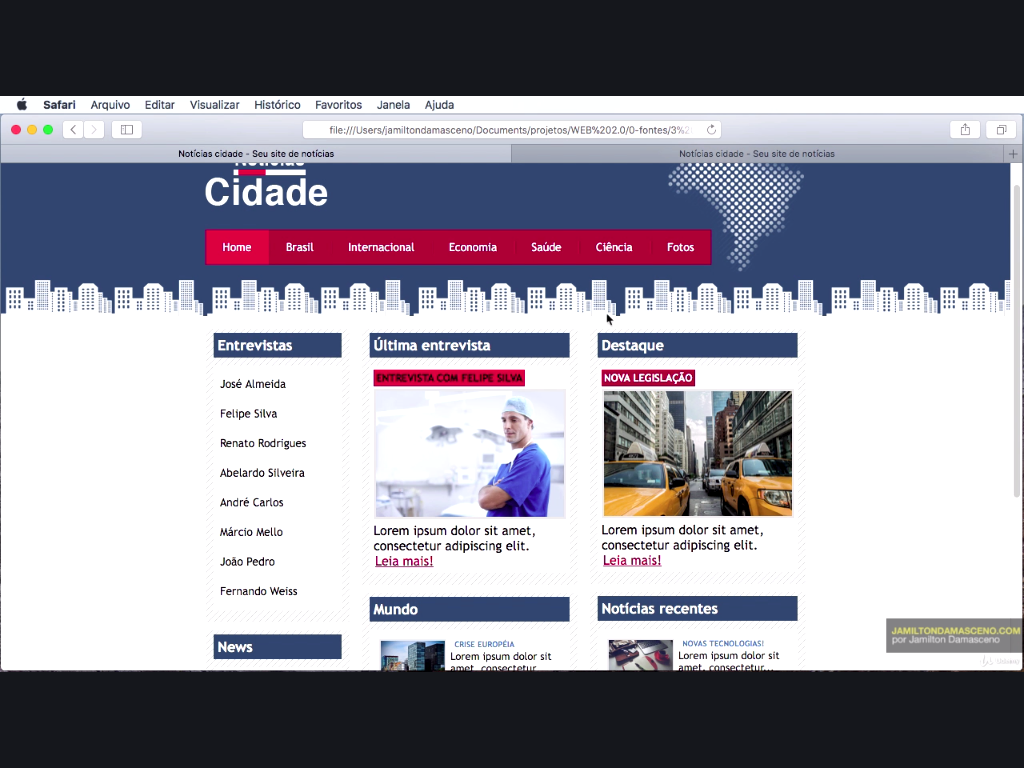 Safari Arquivo Editar Visualizar Histórico Favoritos Janela Ajuda
file:///Users/jamiltondamasceno/Documents/projetos/WEB%202.0/0-fontes/3%2
Notícias cidade - Seu site de notícias
Notícias cidade - Seu site de notícias
Cidade
Home Brasil Internacional Economia Saúde Ciência Fotos
Entrevistas
José Almeida
Felipe Silva
Renato Rodrigues
Abelardo Silveira
André Carlos
Márcio Mello
João Pedro
Fernando Weiss
News
Última entrevista
ENTREVISTA COM FELIPE SILVA
Lorem ipsum dolor sit amet,
consectetur adipiscing elit.
Leia mais!
Mundo
CRISE EUROPÉIA
Lorem ipsum dolor sit
amet, consectetur
Destaque
NOVA LEGISLAÇÃO
Lorem ipsum dolor sit amet,
consectetur adipiscing elit.
Leia mais!
Notícias recentes
NOVAS TECNOLOGIAS!
Lorem ipsum dolor sit
amet, consectetur...
JAMILTONDAMASCENO.COM
por Jamilton Damasceno